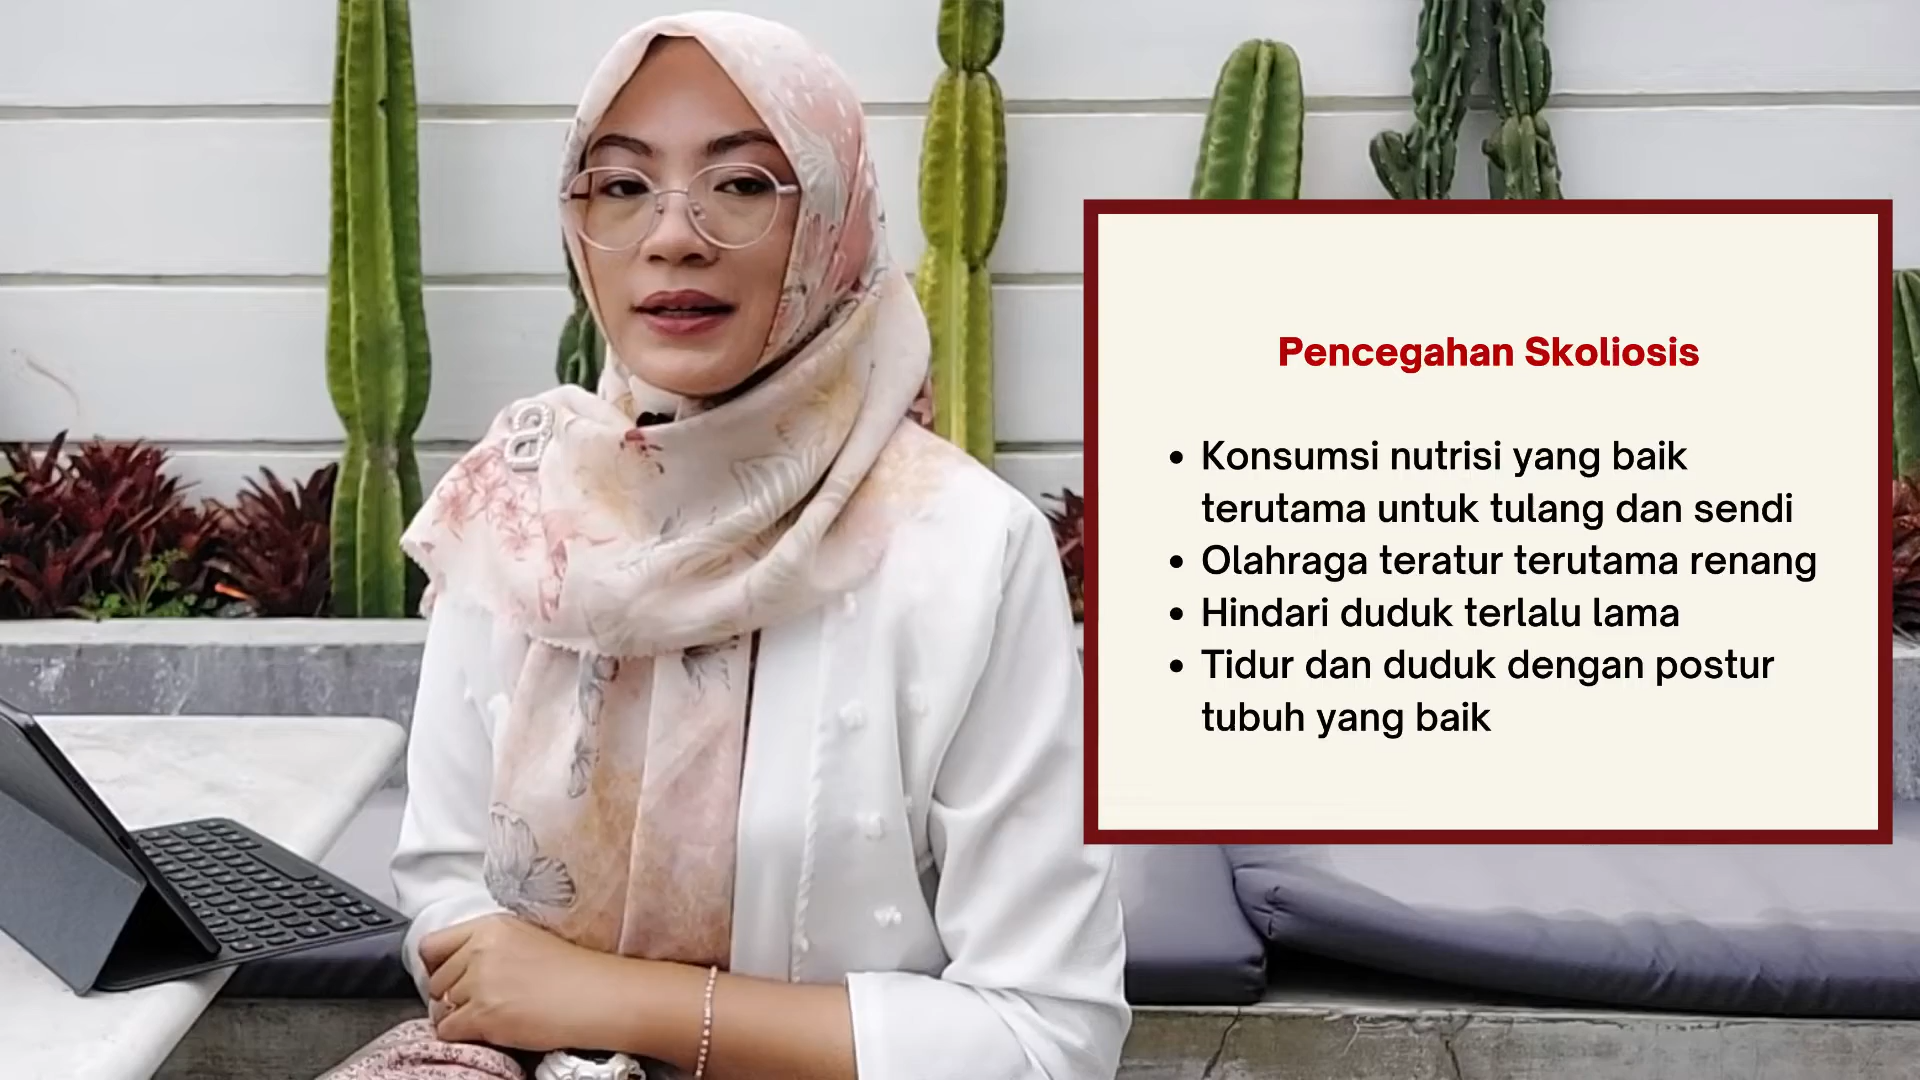 Pencegahan Skoliosis
• Konsumsi nutrisi yang baik
terutama untuk tulang dan sendi
• Olahraga teratur terutama renang
• Hindari duduk terlalu lama
• Tidur dan duduk dengan postur
tubuh yang baik